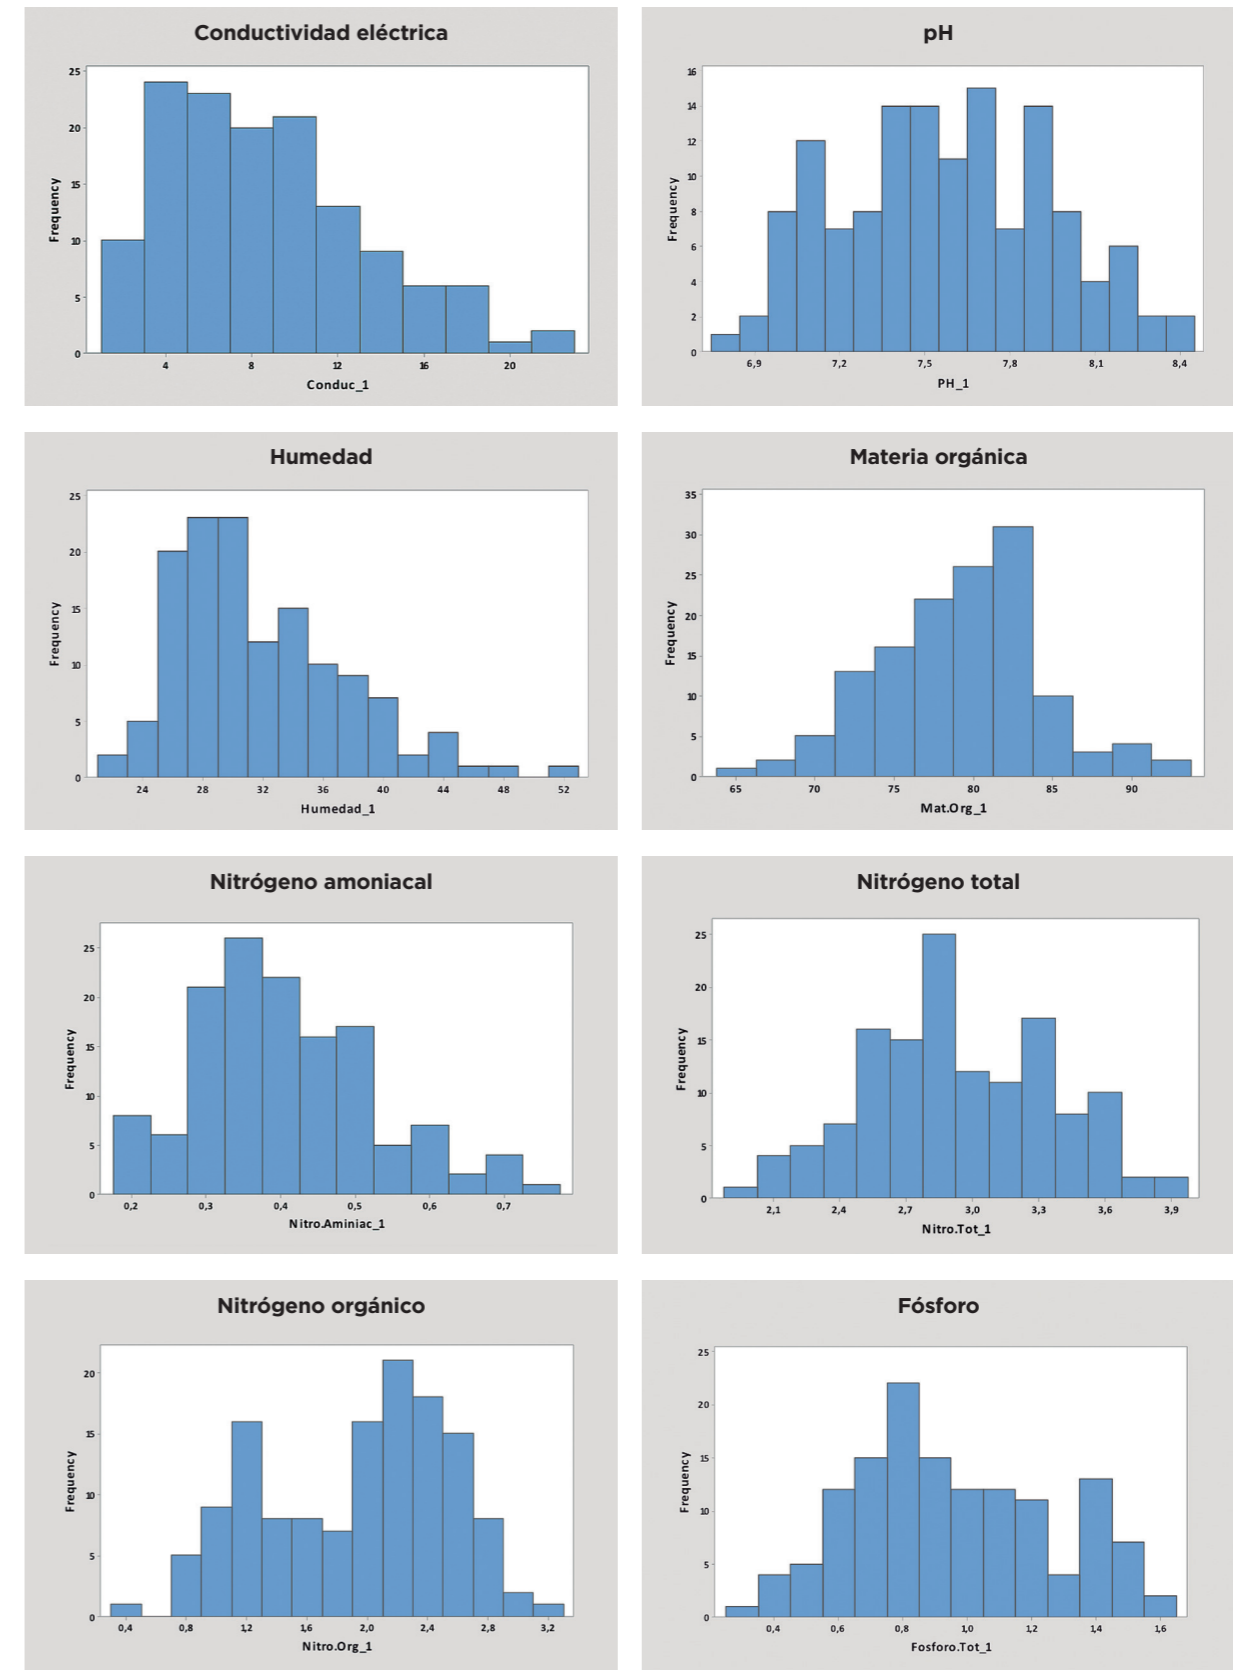 Conductividad eléctrica
25
20
15
10
5
0
Frequency
4 8 12 16 20
Conduc_1
pH
16
14
12
10
8
6
4
2
0
Frequency
6,9 7,2 7,5 7,8 8,1 8,4
PH_1
Humedad
25
20
15
10
5
0
Frequency
24 28 32 36 40 44 48 52
Humedad_1
Materia orgánica
35
30
25
20
15
10
5
0
Frequency
65 70 75 80 85 90
Mat.Org_1
Nitrógeno amoniacal
25
20
15
10
5
0
Frequency
0,2 0,3 0,4 0,5 0,6 0,7
Nitro.Aminiac_1
Nitrógeno total
25
20
15
10
5
0
Frequency
2,1 2,4 2,7 3,0 3,3 3,6 3,9
Nitro.Tot_1
Nitrógeno orgánico
20
15
10
5
0
Frequency
0,4 0,8 1,2 1,6 2,0 2,4 2,8 3,2
Nitro.Org_1
Fósforo
25
20
15
10
5
0
Frequency
0,4 0,6 0,8 1,0 1,2 1,4 1,6
Fosforo.Tot_1